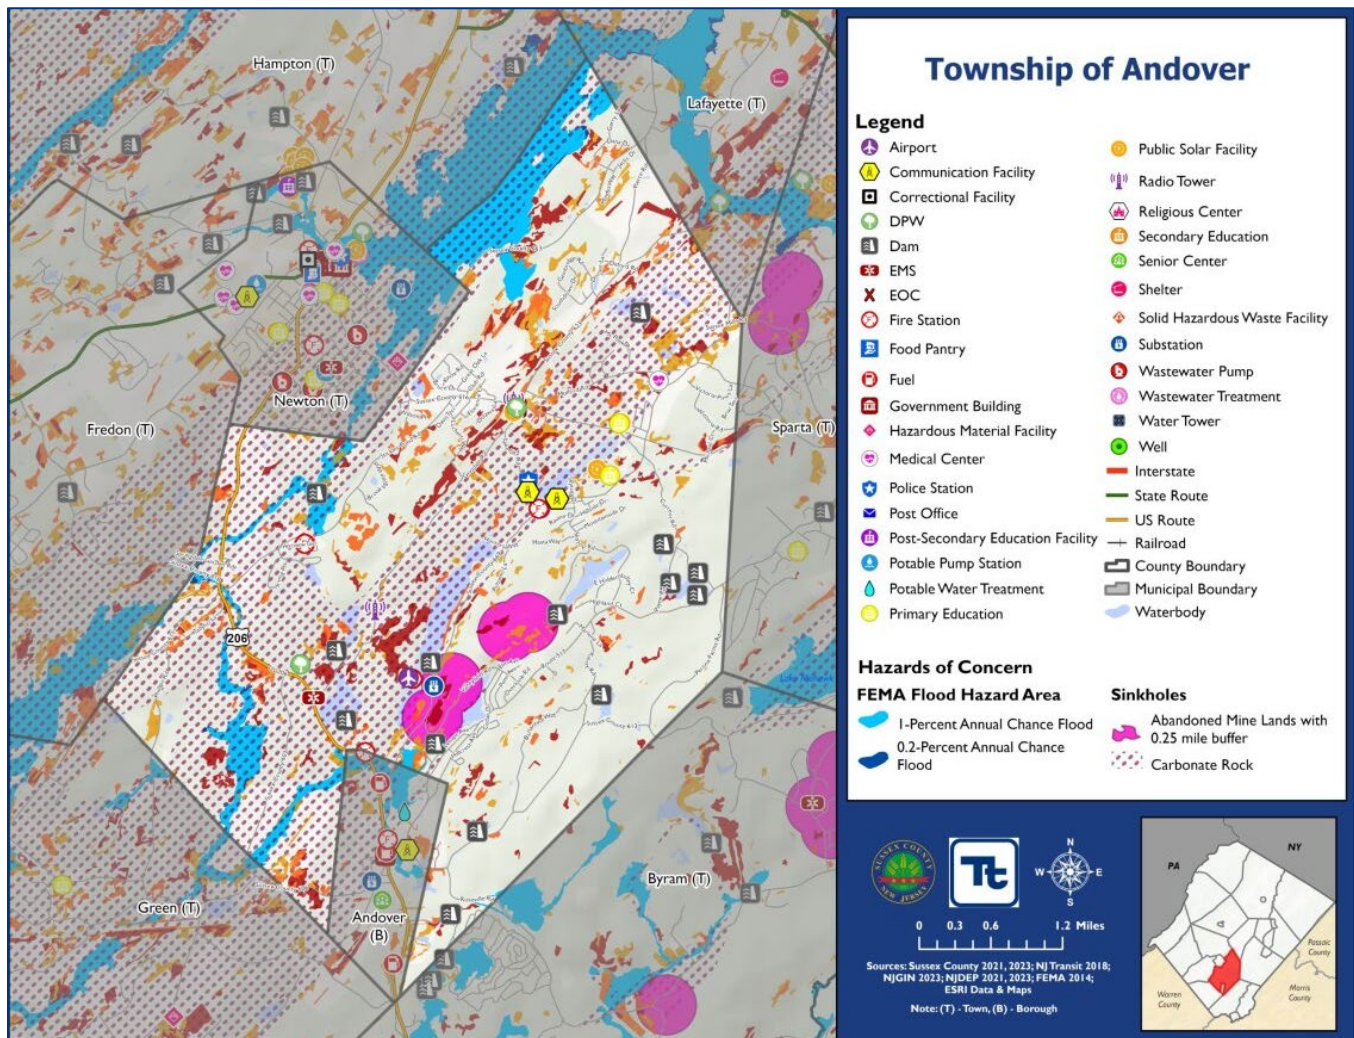 Township of Andover
Legend
Airport
Communication Facility
Correctional Facility
DPW
Dam
EMS
EOC
Fire Station
Food Pantry
Fuel
Government Building
Hazardous Material Facility
Medical Center
Police Station
Post Office
Post-Secondary Education Facility
Potable Pump Station
Potable Water Treatment
Primary Education
Public Solar Facility
Radio Tower
Religious Center
Secondary Education
Senior Center
Shelter
Solid Hazardous Waste Facility
Substation
Wastewater Pump
Wastewater Treatment
Water Tower
Well
Interstate
State Route
US Route
Railroad
County Boundary
Municipal Boundary
Waterbody
Hazards of Concern
FEMA Flood Hazard Area
1-Percent Annual Chance Flood
0.2-Percent Annual Chance
Flood
Sinkholes
Abandoned Mine Lands with
0.25 mile buffer
Carbonate Rock
Hampton (T)
Lafayette (T)
Newton (T)
Fredon (T)
Sparta (T)
206
Lake Mohawk
Byram (T)
Green (T)
Andover
(B)
SUSSEX COUNTY
NEW JERSEY
Tt
N
W
E
S
0 0.3 0.6 1.2 Miles
Sources: Sussex County 2021, 2023; NJ Transit 2018;
NJGIN 2023; NJDEP 2021, 2023; FEMA 2014;
ESRI Data & Maps
Note: (T) - Town, (B) - Borough
PA
NY
Passaic
County
Warren
County
Morris
County